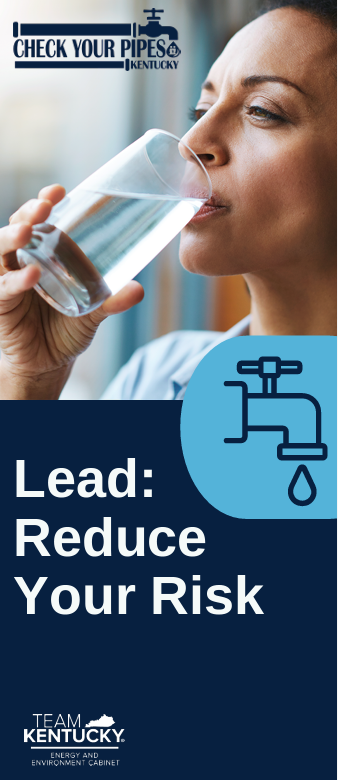 CHECK YOUR PIPES
KENTUCKY
Lead:
Reduce
Your Risk
TEAM
KENTUCKY®
ENERGY AND
ENVIRONMENT CABINET